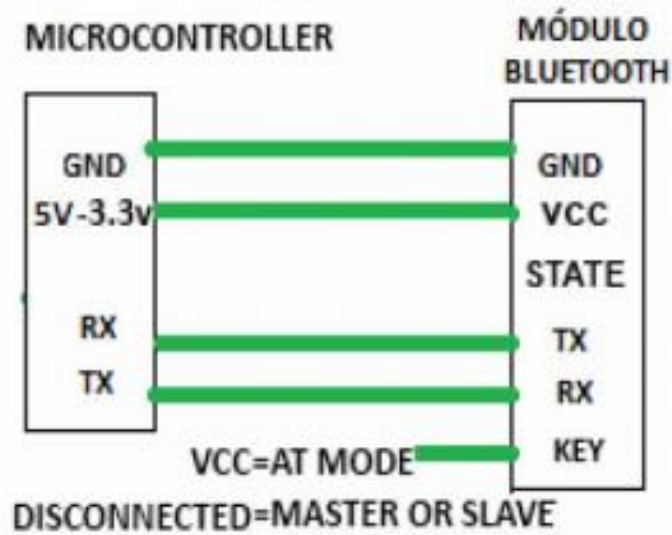 MICROCONTROLLER
MÓDULO
BLUETOOTH
GND
5V-3.3v
RX
TX
GND
VCC
STATE
TX
RX
KEY
VCC=AT MODE
DISCONNECTED=MASTER OR SLAVE